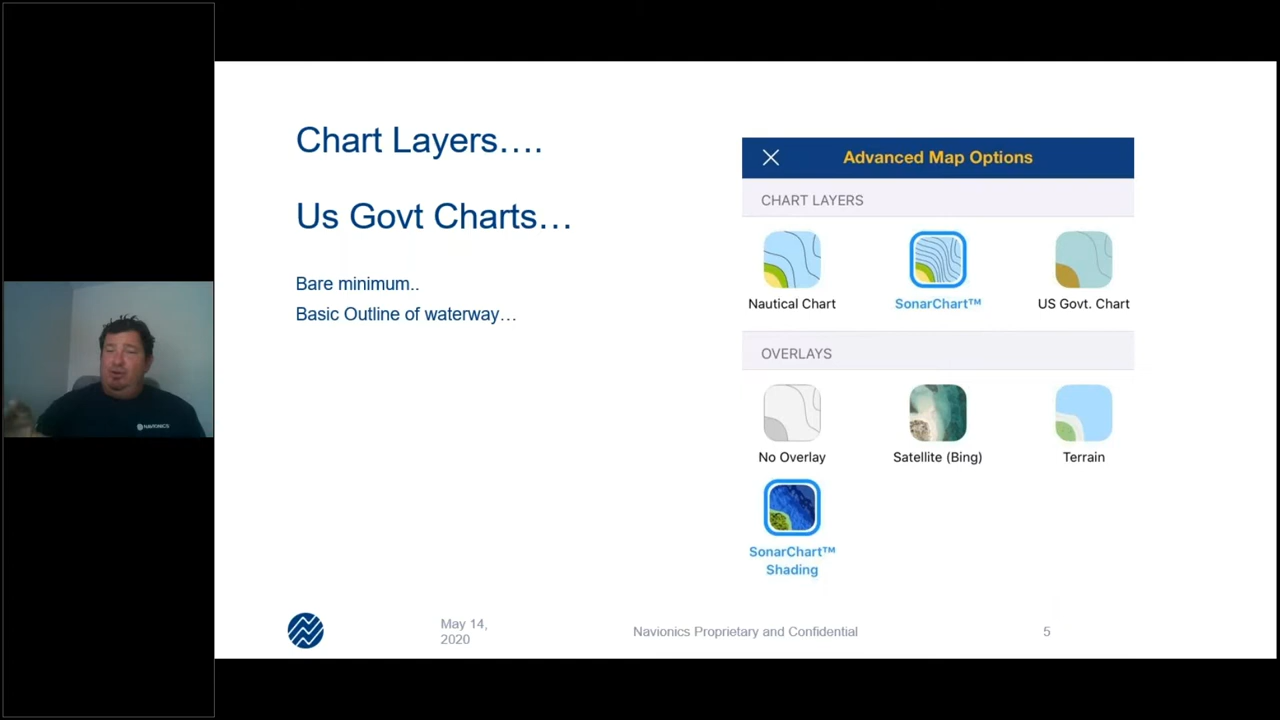 Chart Layers….
Us Govt Charts…
Bare minimum..
Basic Outline of waterway…
Advanced Map Options
CHART LAYERS
Nautical Chart
SonarChart™
US Govt. Chart
OVERLAYS
No Overlay
Satellite (Bing)
Terrain
SonarChart™
Shading
NAVIONICS
May 14,
2020
Navionics Proprietary and Confidential
5